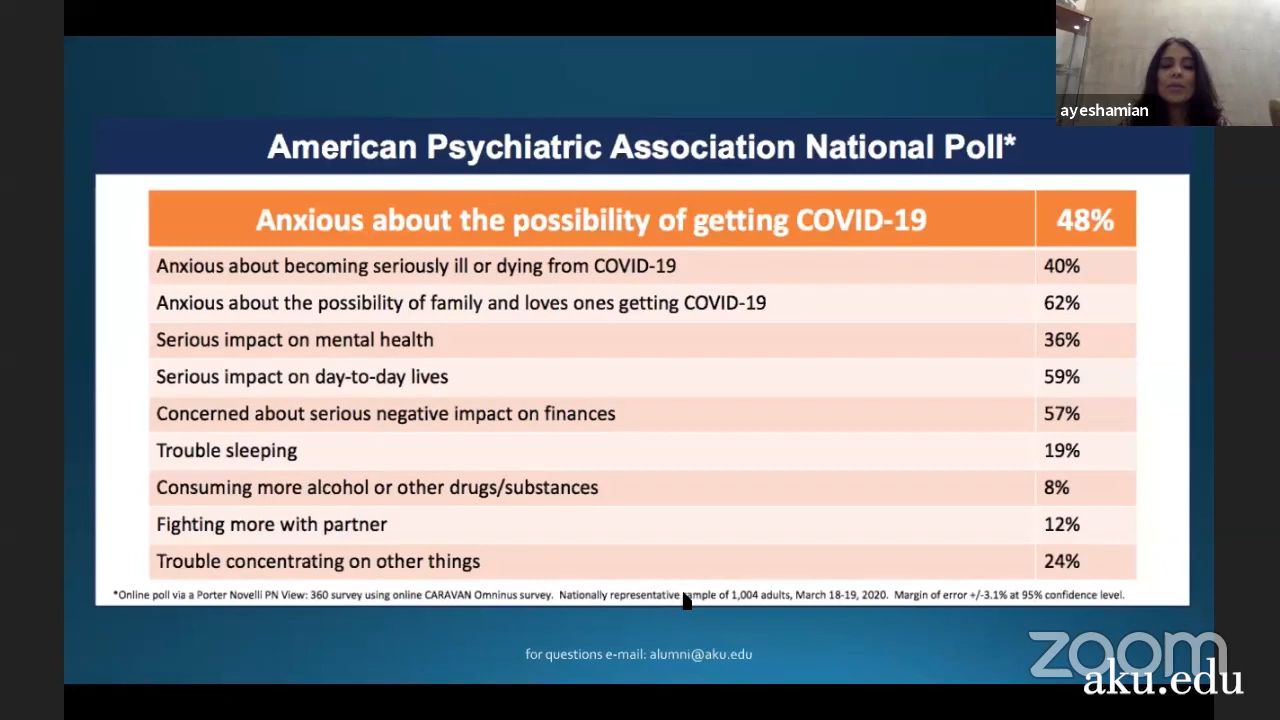 ayeshamian
American Psychiatric Association National Poll*
Anxious about the possibility of getting COVID-19 48%
Anxious about becoming seriously ill or dying from COVID-19 40%
Anxious about the possibility of family and loves ones getting COVID-19 62%
Serious impact on mental health 36%
Serious impact on day-to-day lives 59%
Concerned about serious negative impact on finances 57%
Trouble sleeping 19%
Consuming more alcohol or other drugs/substances 8%
Fighting more with partner 12%
Trouble concentrating on other things 24%
*Online poll via a Porter Novelli PN View: 360 survey using online CARAVAN Omninus survey. Nationally representative sample of 1,004 adults, March 18-19, 2020. Margin of error +/-3.1% at 95% confidence level.
for questions e-mail: alumni@aku.edu
zoom
aku.edu